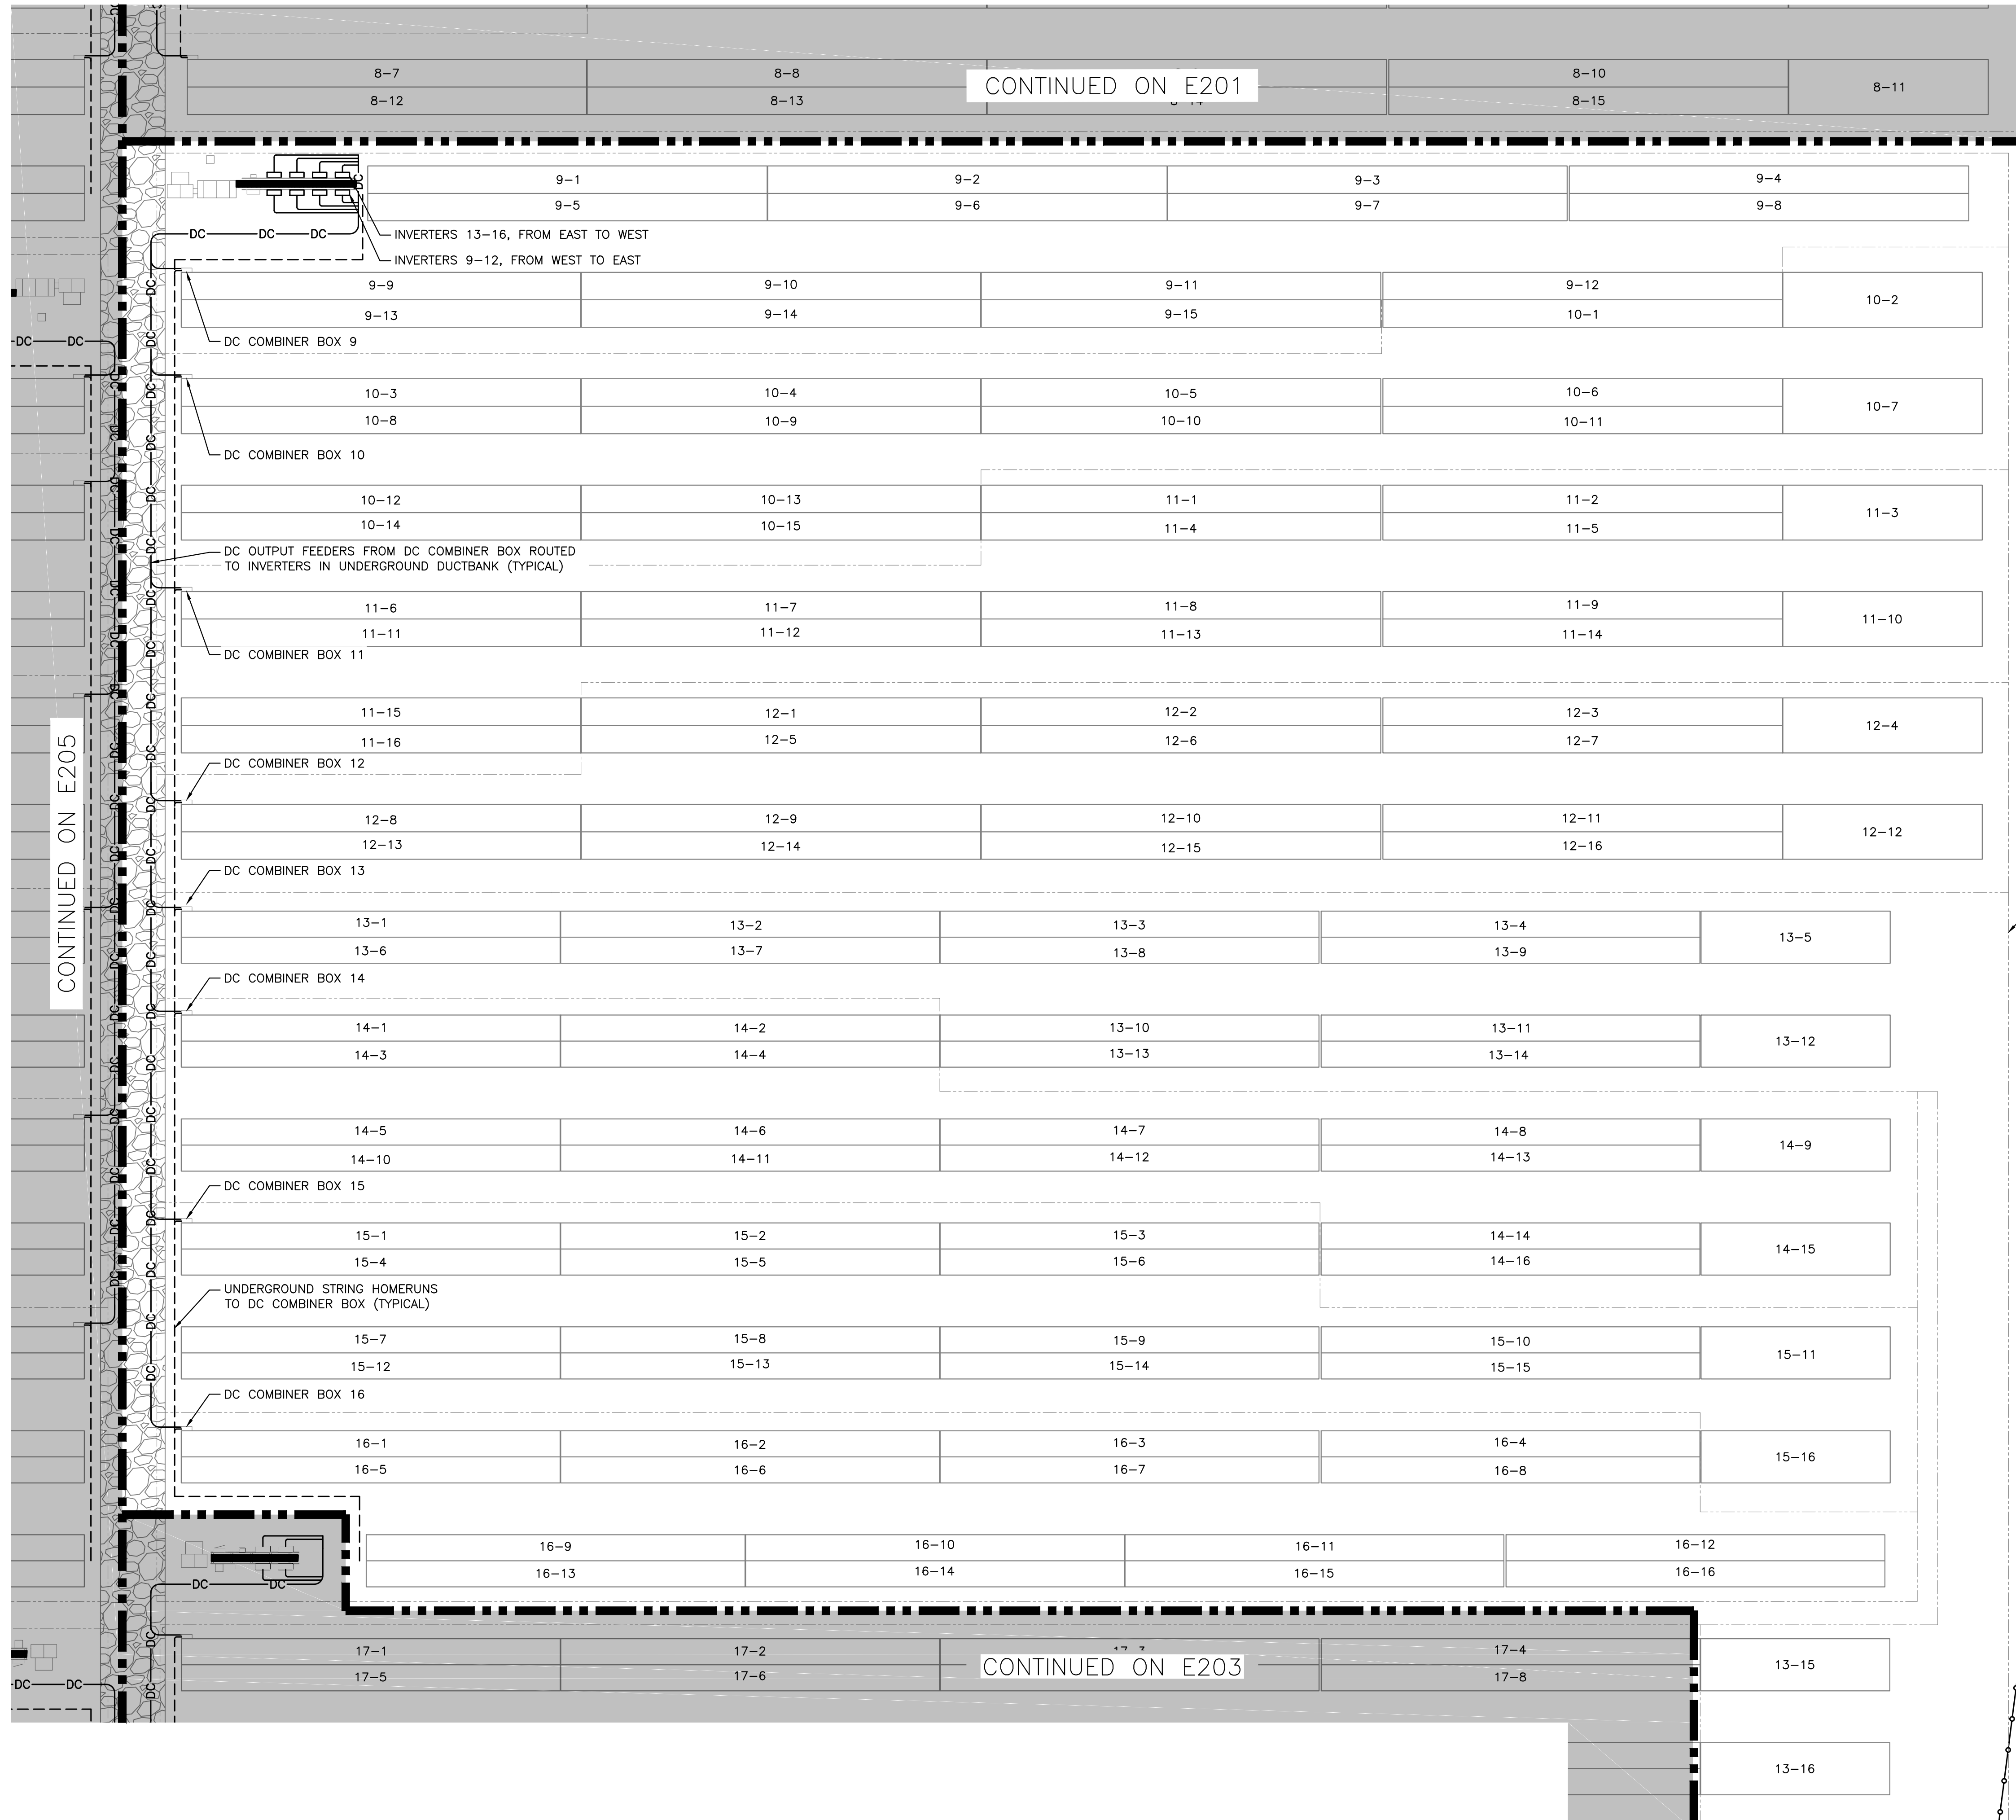 8-7 8-8 8-10
8-11
8-12 8-13 8-15
CONTINUED ON E201
9-1 9-2 9-3 9-4
9-5 9-6 9-7 9-8
DC
DC DC DC
INVERTERS 13-16, FROM EAST TO WEST
INVERTERS 9-12, FROM WEST TO EAST
9-9 9-10 9-11 9-12
10-2
9-13 9-14 9-15 10-1
DC COMBINER BOX 9
DC DC
10-3 10-4 10-5 10-6
10-7
10-8 10-9 10-10 10-11
DC COMBINER BOX 10
10-12 10-13 11-1 11-2
11-3
10-14 10-15 11-4 11-5
DC OUTPUT FEEDERS FROM DC COMBINER BOX ROUTED
TO INVERTERS IN UNDERGROUND DUCTBANK (TYPICAL)
11-6 11-7 11-8 11-9
11-10
11-11 11-12 11-13 11-14
DC COMBINER BOX 11
11-15 12-1 12-2 12-3
12-4
11-16 12-5 12-6 12-7
DC COMBINER BOX 12
CONTINUED ON E205
12-8 12-9 12-10 12-11
12-12
12-13 12-14 12-15 12-16
DC COMBINER BOX 13
13-1 13-2 13-3 13-4
13-5
13-6 13-7 13-8 13-9
DC COMBINER BOX 14
14-1 14-2 13-10 13-11
13-12
14-3 14-4 13-13 13-14
14-5 14-6 14-7 14-8
14-9
14-10 14-11 14-12 14-13
DC COMBINER BOX 15
15-1 15-2 15-3 14-14
14-15
15-4 15-5 15-6 14-16
UNDERGROUND STRING HOMERUNS
TO DC COMBINER BOX (TYPICAL)
15-7 15-8 15-9 15-10
15-11
15-12 15-13 15-14 15-15
DC COMBINER BOX 16
16-1 16-2 16-3 16-4
15-16
16-5 16-6 16-7 16-8
16-9 16-10 16-11 16-12
16-13 16-14 16-15 16-16
DC DC
17-1 17-2 17-4
13-15
17-5 17-6 17-8
CONTINUED ON E203
DC DC
13-16